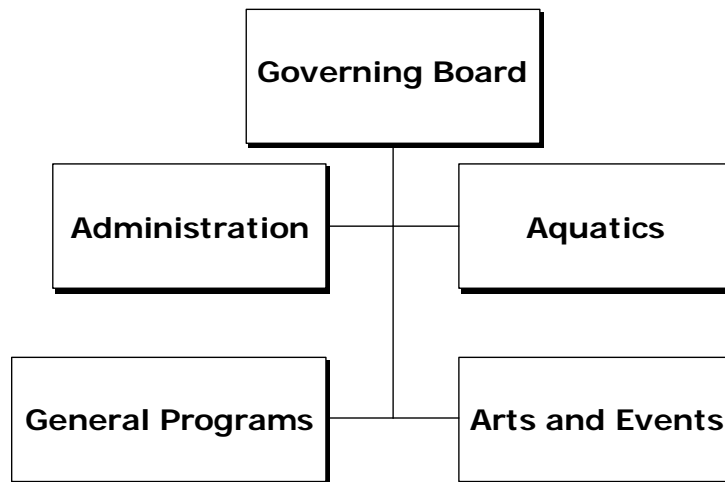 Governing Board
Administration
Aquatics
General Programs
Arts and Events